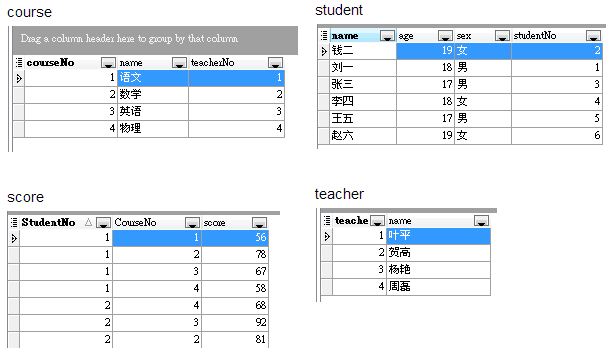 course
Drag a column header here to group by that column
courseNo name teacherNo
1 语文 1
2 数学 2
3 英语 3
4 物理 4
student
name age sex studentNo
钱二 19 女 2
刘一 18 男 1
张三 17 男 3
李四 18 女 4
王五 17 男 5
赵六 19 女 6
score
StudentNo CourseNo score
1 1 56
1 2 78
1 3 67
1 4 58
2 4 68
2 3 92
2 2 81
teacher
teache name
1 叶平
2 贺高
3 杨艳
4 周磊